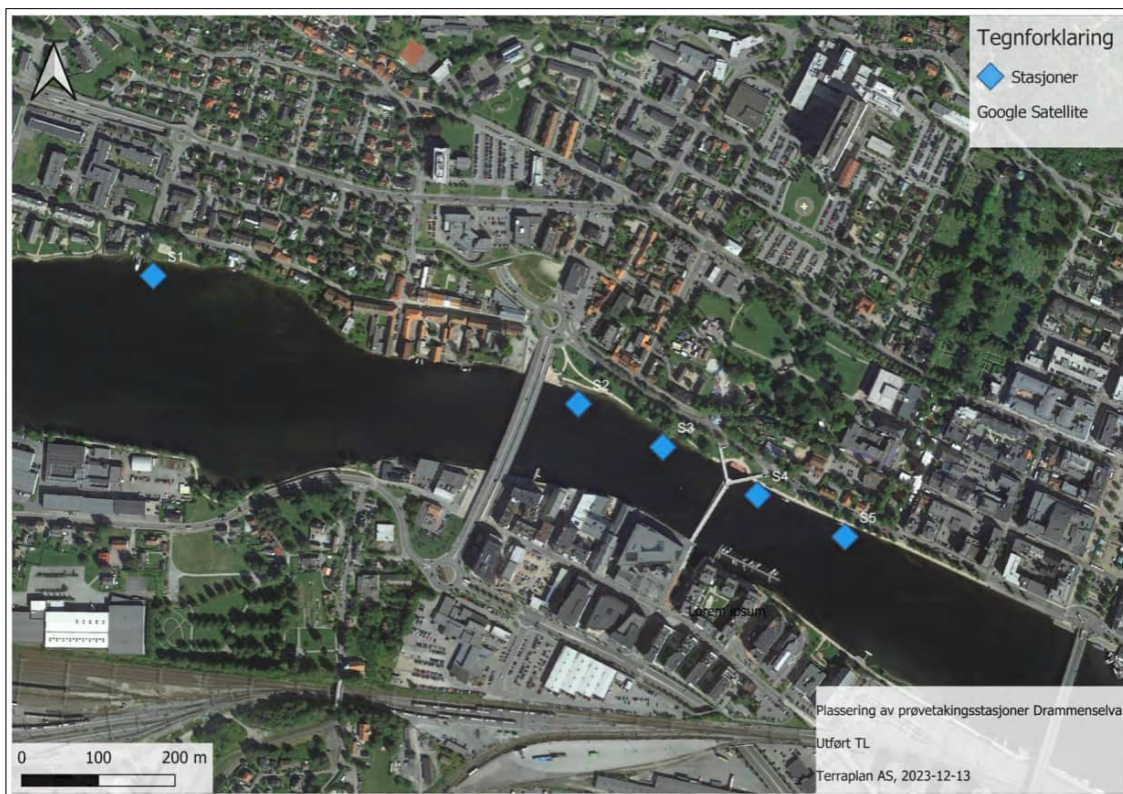 Tegnforklaring
Stasjoner
Google Satellite
S1
S2
S3
S4
S5
Lorem ipsum
Plassering av prøvetakingsstasjoner Drammenselva
Utført TL
Terraplan AS, 2023-12-13
0 100 200 m